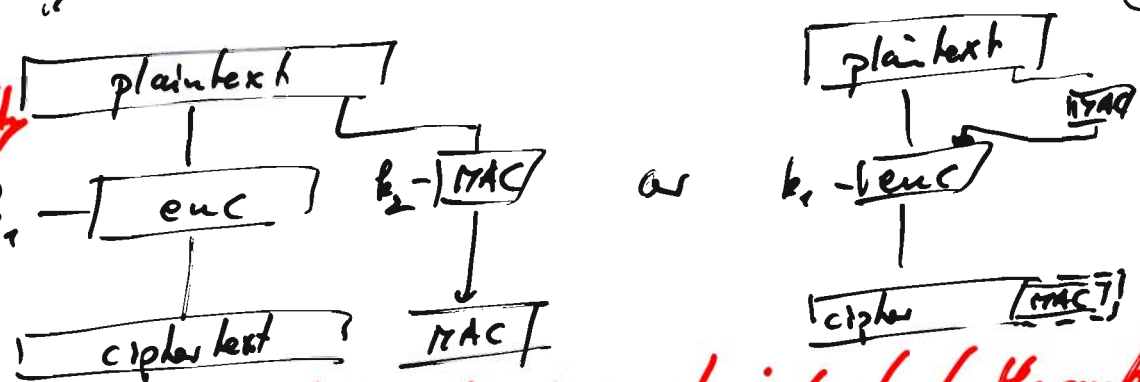 plaintext
plaintext
MAC
k₂ MAC
or
k₁ enc
enc
ciphertext
MAC
cipher MAC